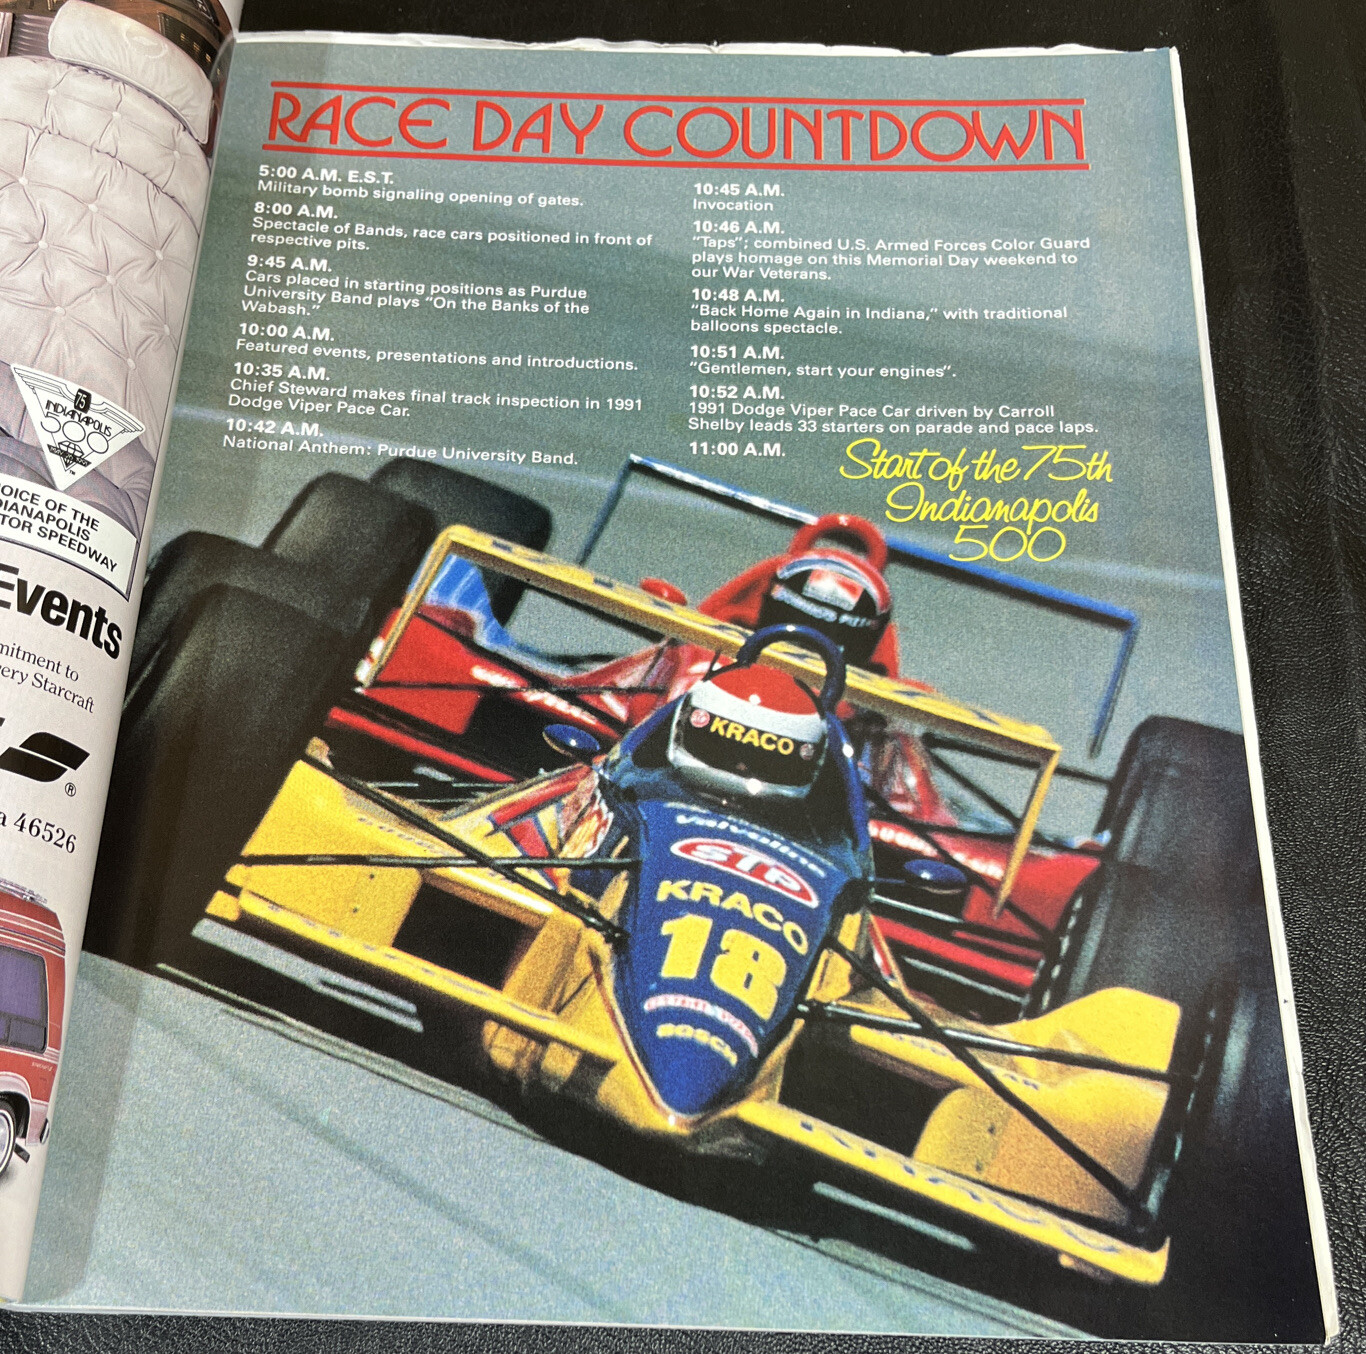 RACE DAY COUNTDOWN
5:00 A.M. E.S.T.
Military bomb signaling opening of gates.
8:00 A.M.
Spectacle of Bands, race cars positioned in front of
respective pits.
9:45 A.M.
Cars placed in starting positions as Purdue
University Band plays “On the Banks of the
Wabash.”
10:00 A.M.
Featured events, presentations and introductions.
10:35 A.M.
Chief Steward makes final track inspection in 1991
Dodge Viper Pace Car.
10:42 A.M.
National Anthem: Purdue University Band.
10:45 A.M.
Invocation
10:46 A.M.
“Taps”; combined U.S. Armed Forces Color Guard
plays homage on this Memorial Day weekend to
our War Veterans.
10:48 A.M.
“Back Home Again in Indiana,” with traditional
balloons spectacle.
10:51 A.M.
“Gentlemen, start your engines”.
10:52 A.M.
1991 Dodge Viper Pace Car driven by Carroll
Shelby leads 33 starters on parade and pace laps.
11:00 A.M.
Start of the 75th
Indianapolis
500
KRACO
Valvoline
STP
KRACO
18
BOSCH
75
INDIANAPOLIS
500
OICE OF THE
DIANAPOLIS
TOR SPEEDWAY
Events
mitment to
ery Starcraft
®
a 46526